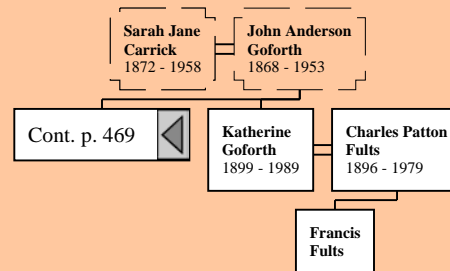 Sarah Jane
Carrick
1872 - 1958
John Anderson
Goforth
1868 - 1953
Cont. p. 469
Katherine
Goforth
1899 - 1989
Charles Patton
Fults
1896 - 1979
Francis
Fults